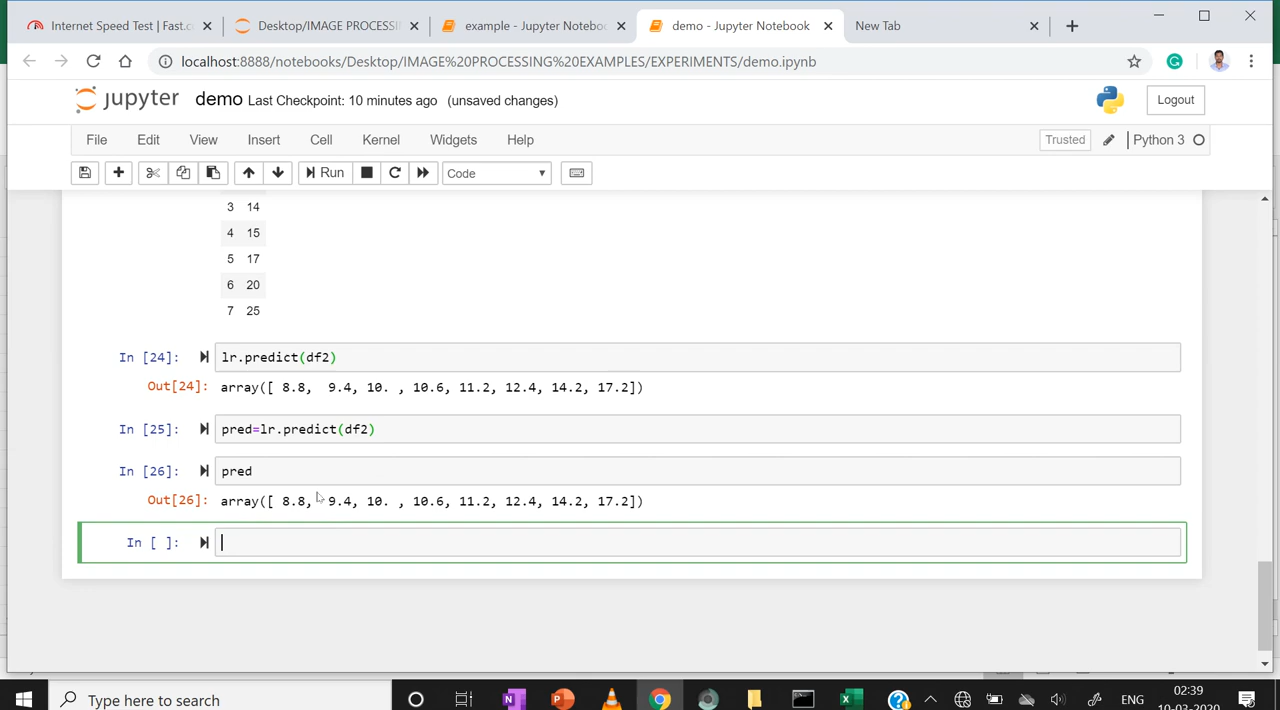 Internet Speed Test | Fast.c
Desktop/IMAGE PROCESSI
example - Jupyter Noteboo
demo - Jupyter Notebook
New Tab
localhost:8888/notebooks/Desktop/IMAGE%20PROCESSING%20EXAMPLES/EXPERIMENTS/demo.ipynb
jupyter demo Last Checkpoint: 10 minutes ago (unsaved changes)
Logout
File Edit View Insert Cell Kernel Widgets Help
Trusted Python 3
Run Code
3 14
4 15
5 17
6 20
7 25
In [24]: lr.predict(df2)
Out[24]: array([ 8.8,  9.4, 10. , 10.6, 11.2, 12.4, 14.2, 17.2])
In [25]: pred=lr.predict(df2)
In [26]: pred
Out[26]: array([ 8.8,  9.4, 10. , 10.6, 11.2, 12.4, 14.2, 17.2])
In [ ]:
Type here to search
ENG
02:39
10-03-2020